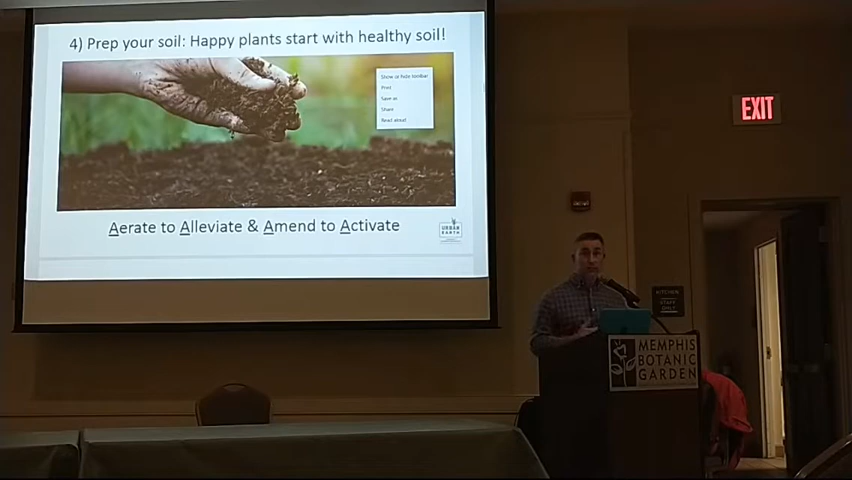 4) Prep your soil: Happy plants start with healthy soil!
Show or hide toolbar
Print
Save as
Share
Read aloud
Aerate to Alleviate & Amend to Activate
URBAN
EARTH
EXIT
KITCHEN
STAFF
ONLY
MEMPHIS
BOTANIC
GARDEN